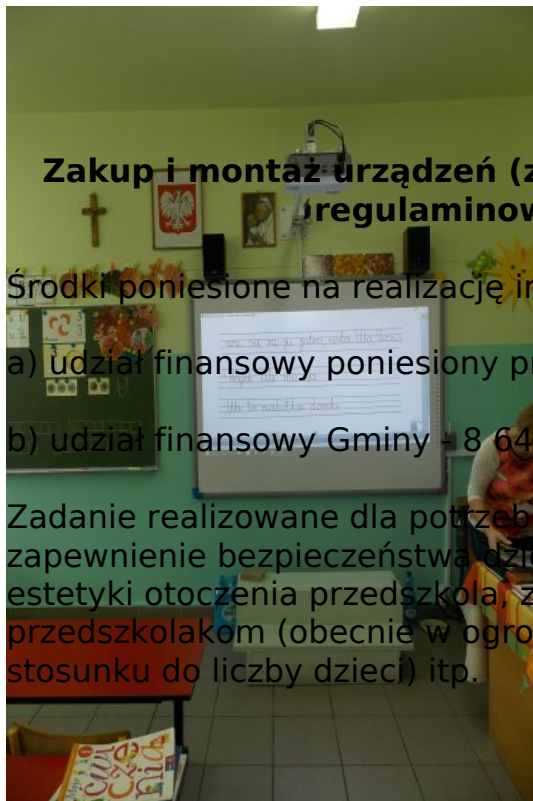 Zakup i montaż urządzeń (z
regulaminow
Środki poniesione na realizację in
a) udział finansowy poniesiony pr
b) udział finansowy Gminy - 8 64
Zadanie realizowane dla potrzeb
zapewnienie bezpieczeństwa dzie
estetyki otoczenia przedszkola, z
przedszkolakom (obecnie w ogro
stosunku do liczby dzieci) itp.